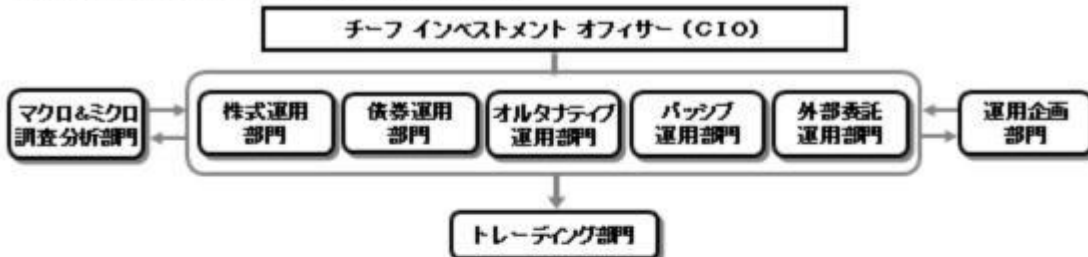 チーフ インベストメント オフィサー（CIO）
マクロ&ミクロ
調査分析部門
株式運用
部門
債券運用
部門
オルタナティブ
運用部門
パッシブ
運用部門
外部委託
運用部門
運用企画
部門
トレーディング部門